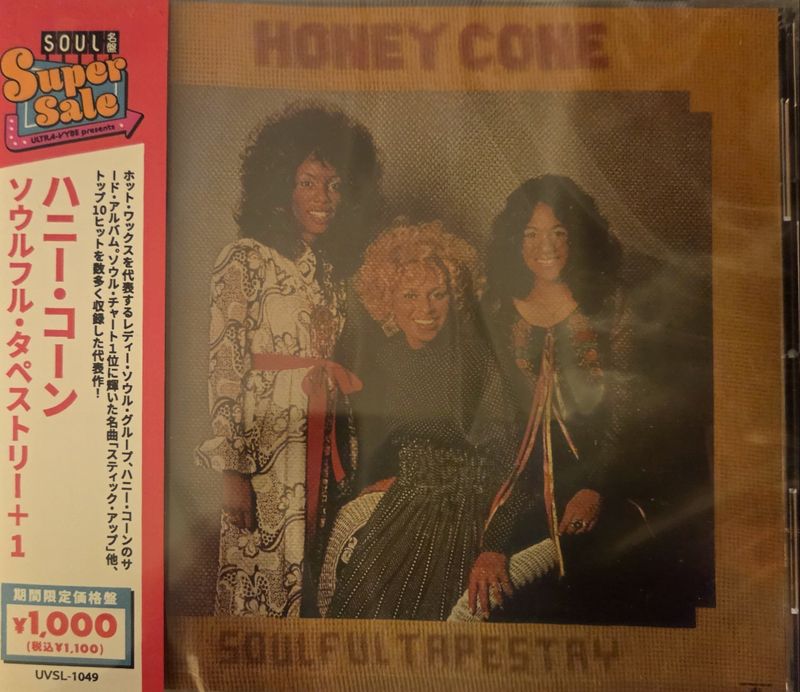 SOUL名盤
Super
Sale
ULTRA-VYBE presents
ハニー・コーン
ソウルフル・タペストリー+1
ホット・ワックスを代表するレディー・ソウル・グループ、ハニー・コーンのサ
ード・アルバム。ソウル・チャート1位に輝いた名曲「スティック・アップ」他、
トップ10ヒットを数多く収録した代表作!
期間限定価格盤
¥1,000
(税込¥1,100)
UVSL-1049
HONEY CONE
SOULFUL TAPESTRY